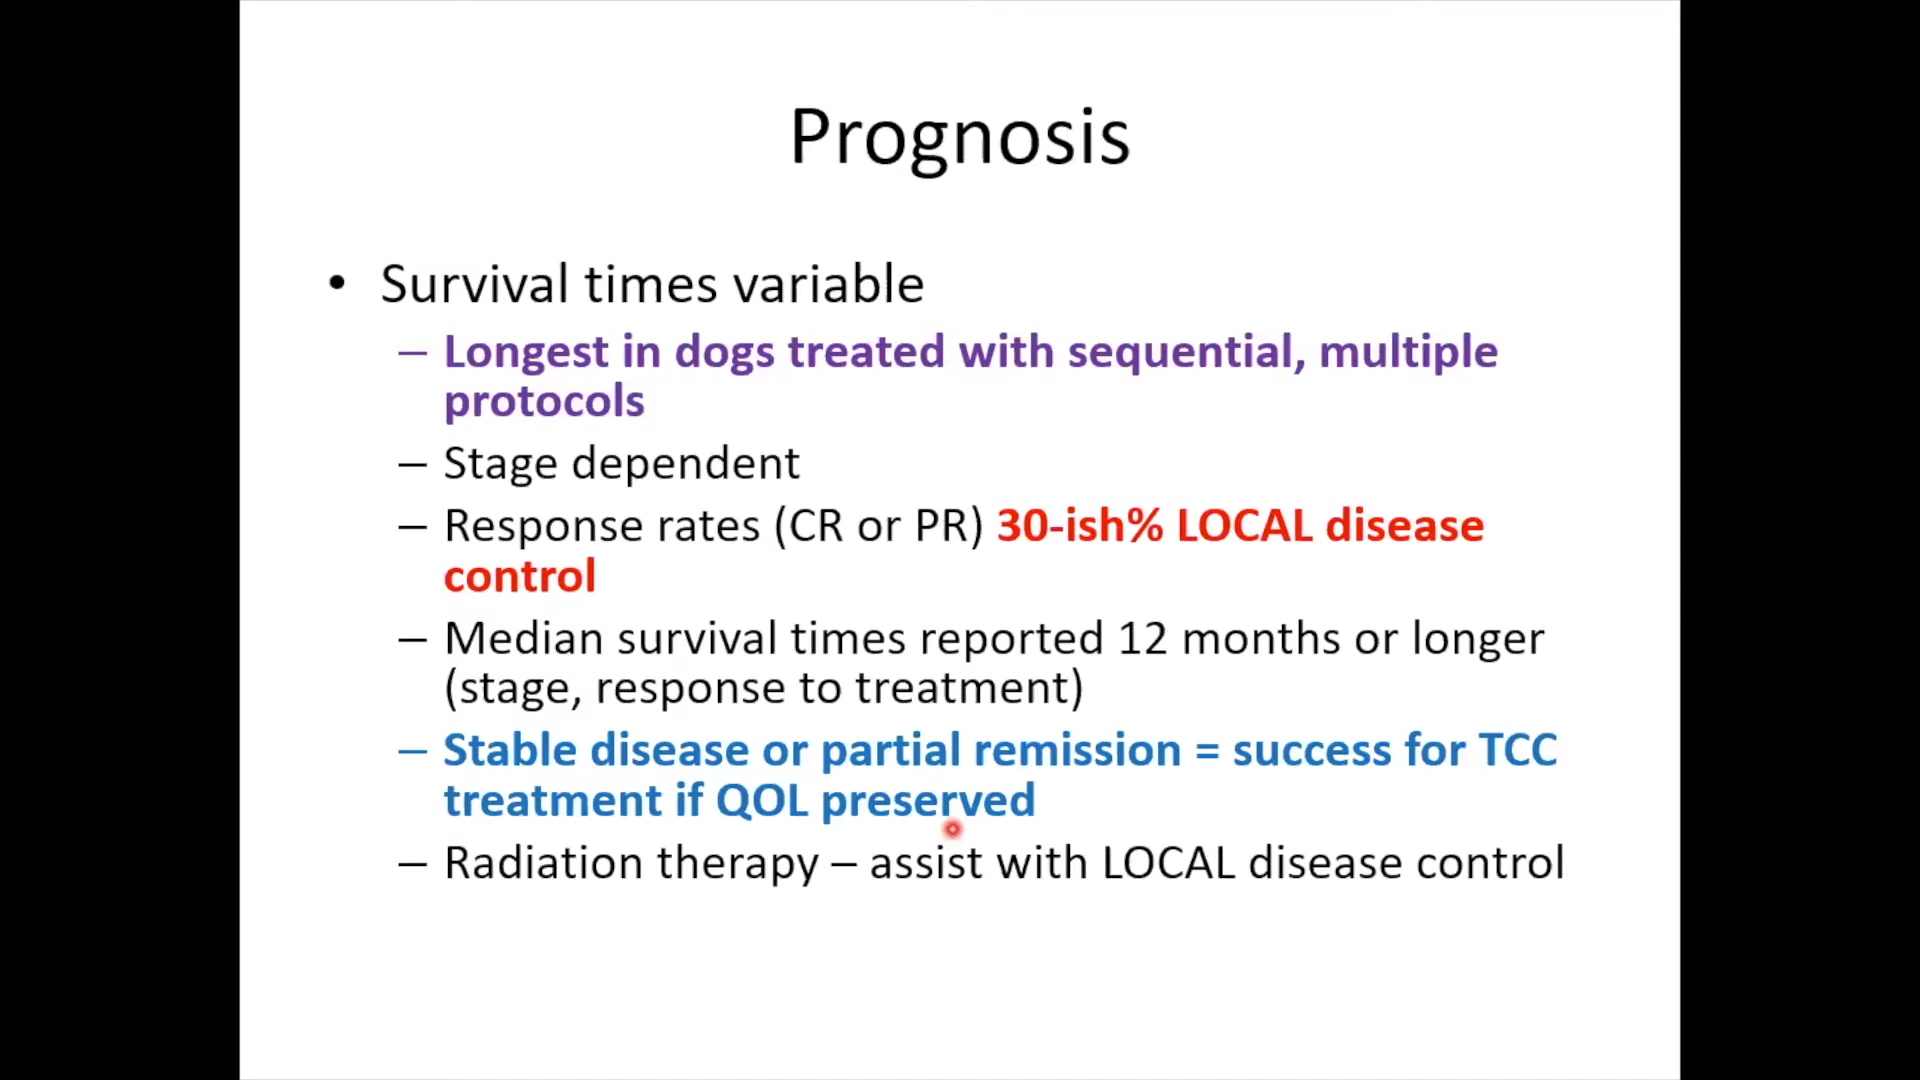 Prognosis
• Survival times variable
– Longest in dogs treated with sequential, multiple
protocols
– Stage dependent
– Response rates (CR or PR) 30-ish% LOCAL disease
control
– Median survival times reported 12 months or longer
(stage, response to treatment)
– Stable disease or partial remission = success for TCC
treatment if QOL preserved
– Radiation therapy – assist with LOCAL disease control